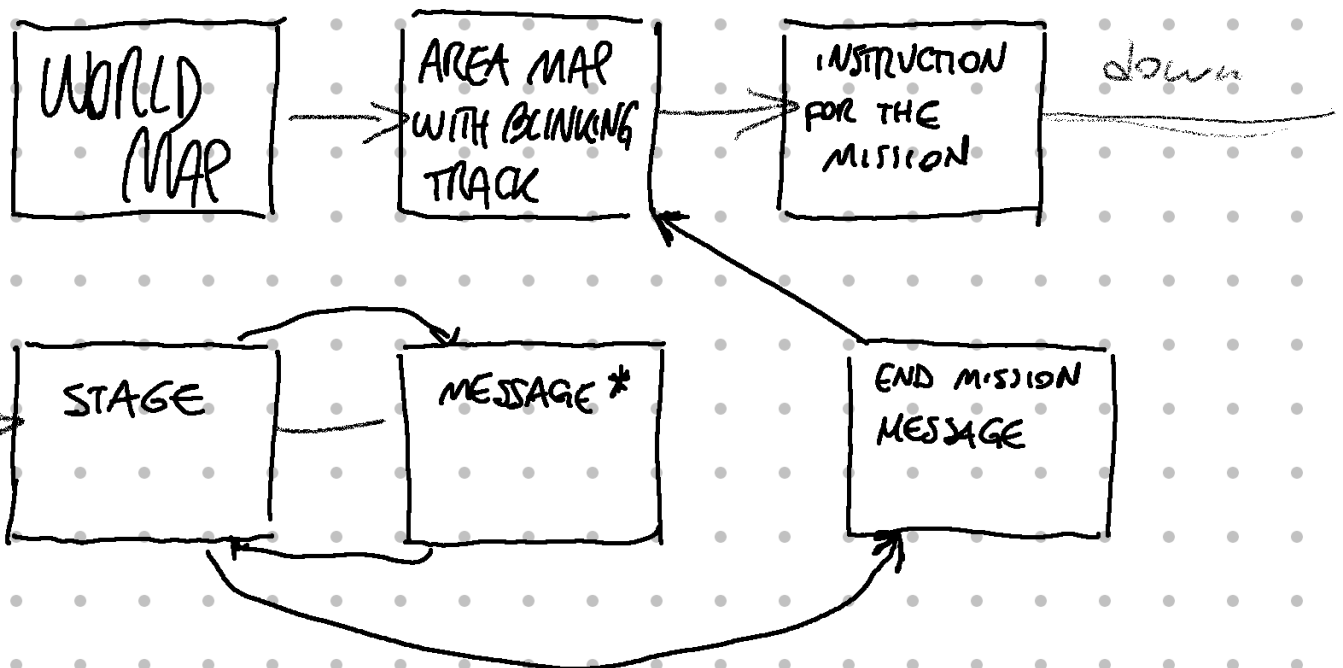 WORLD
MAP
AREA MAP
WITH BLINKING
TRACK
INSTRUCTION
FOR THE
MISSION
down
STAGE
MESSAGE *
END MISSION
MESSAGE